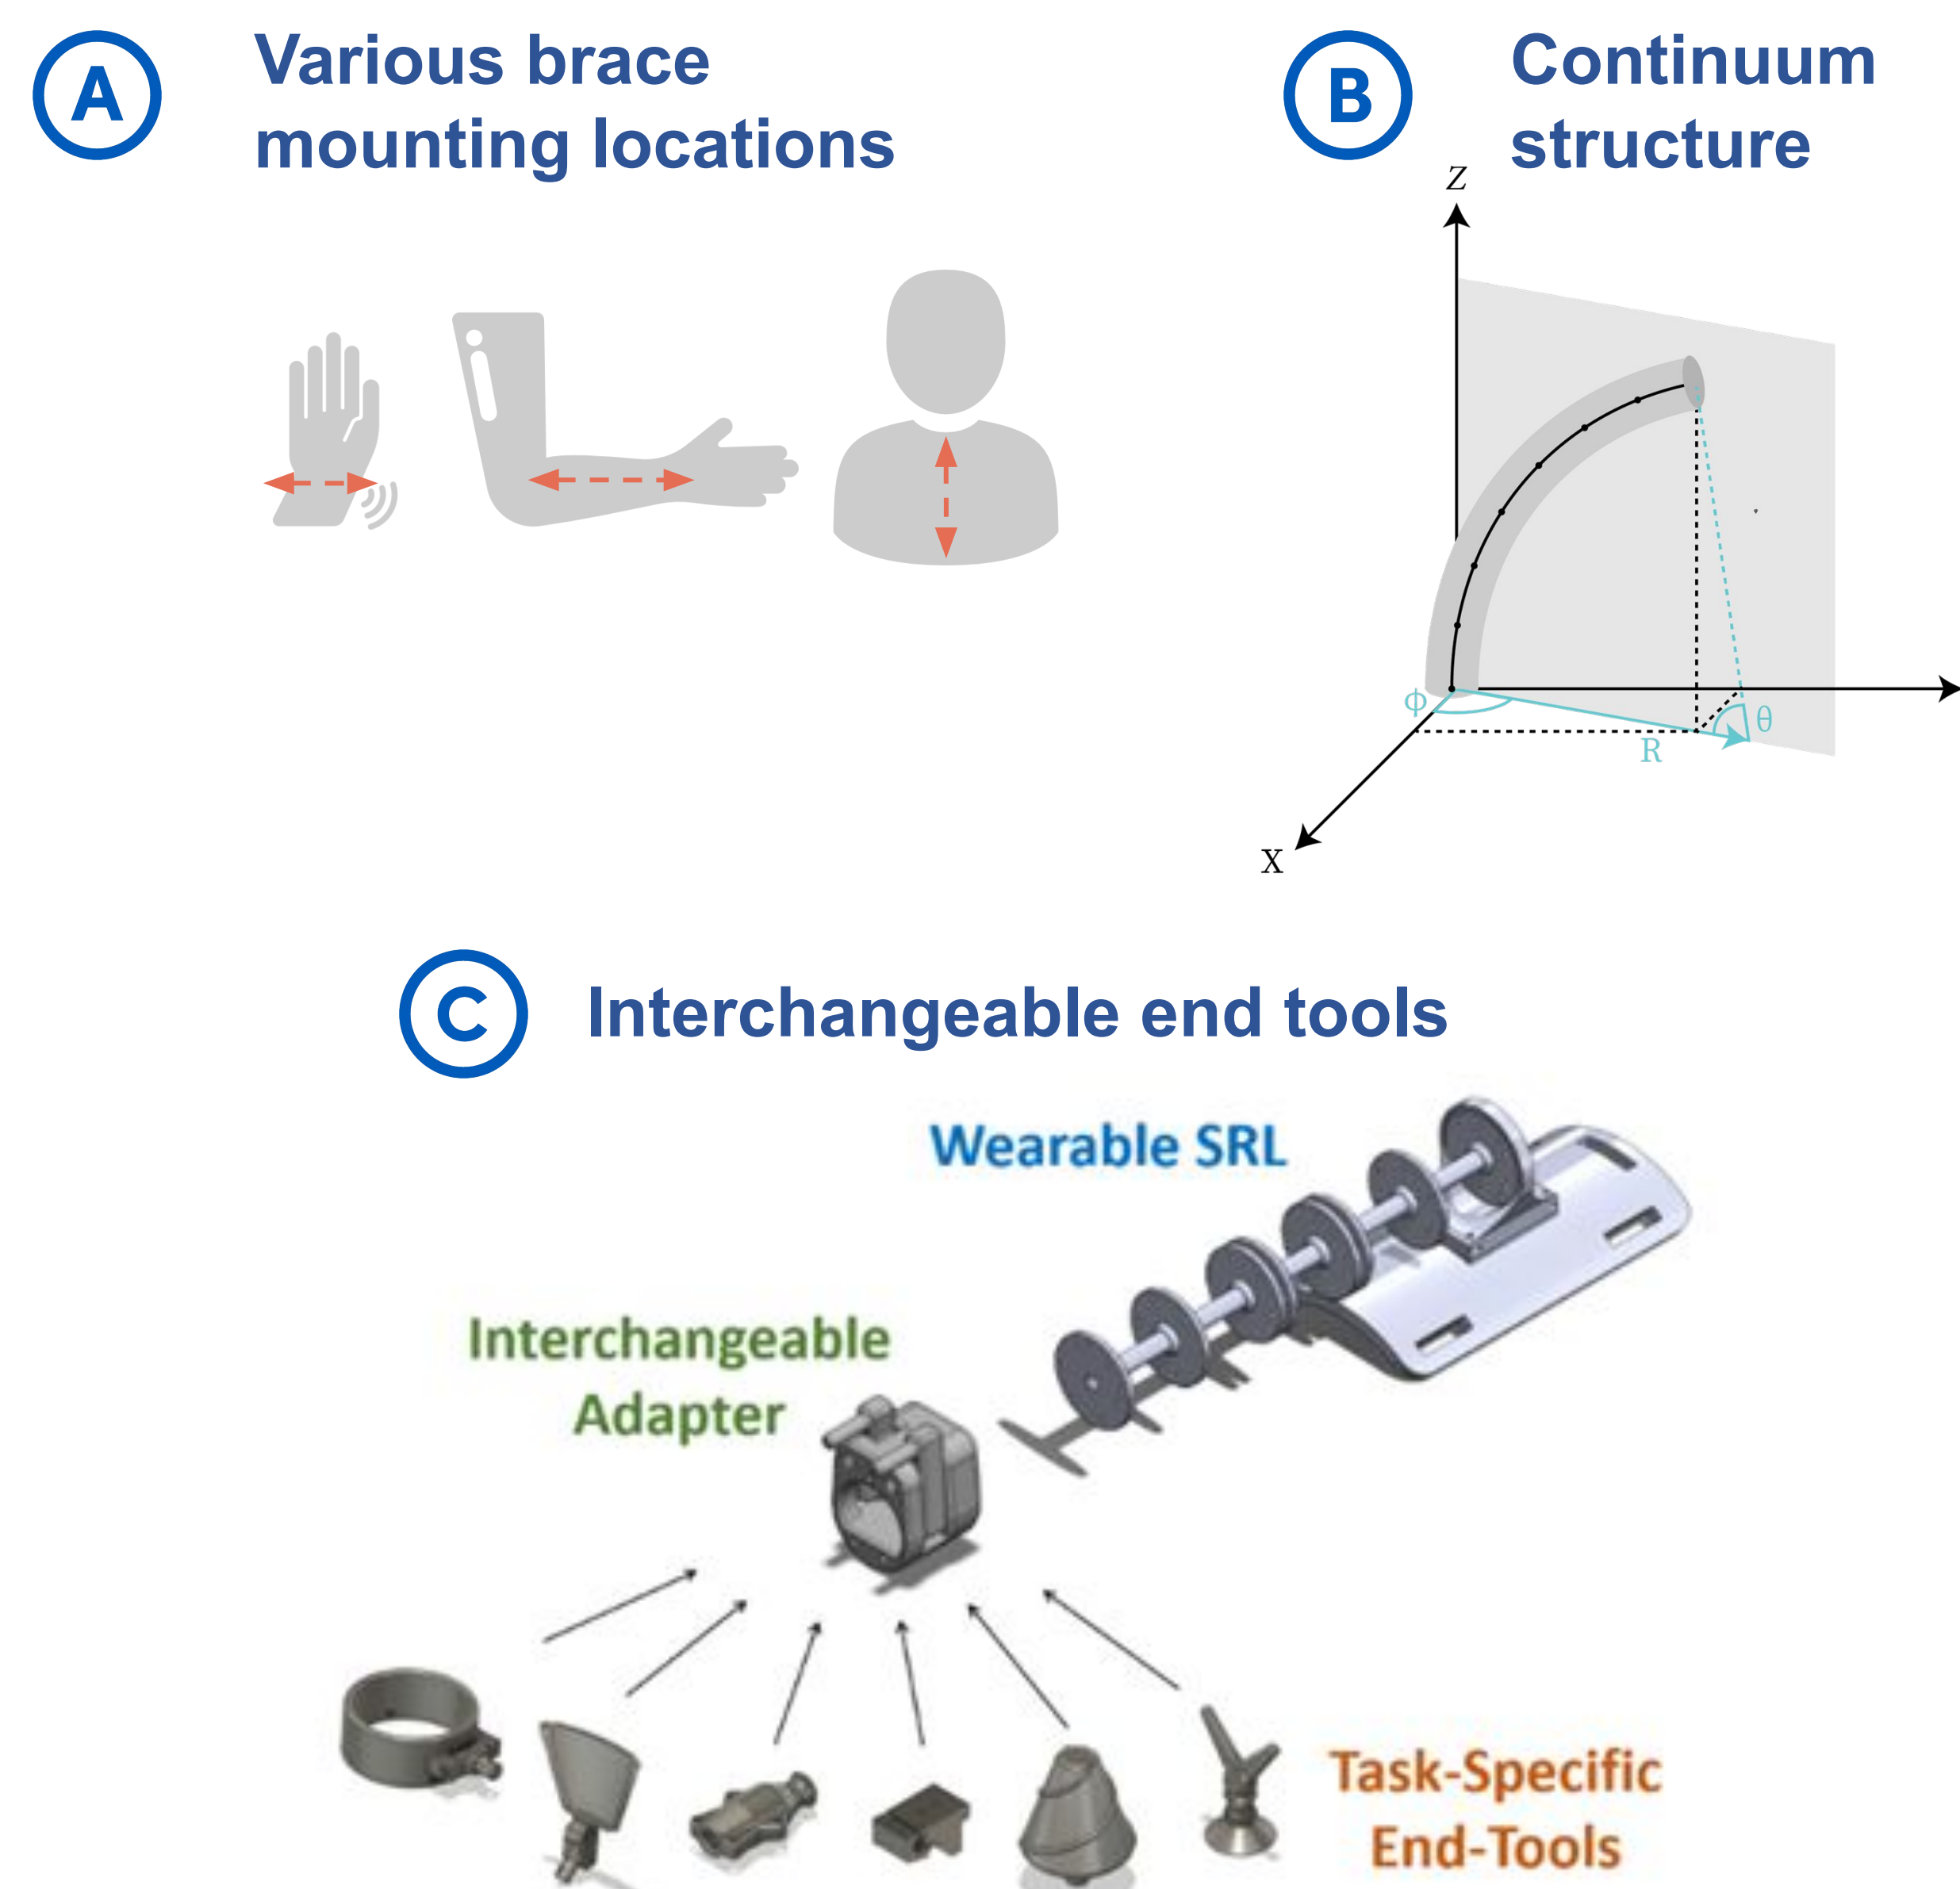 A
Various brace
mounting locations
B
Continuum
structure
Z
ϕ
θ
R
X
C
Interchangeable end tools
Wearable SRL
Interchangeable
Adapter
Task-Specific
End-Tools